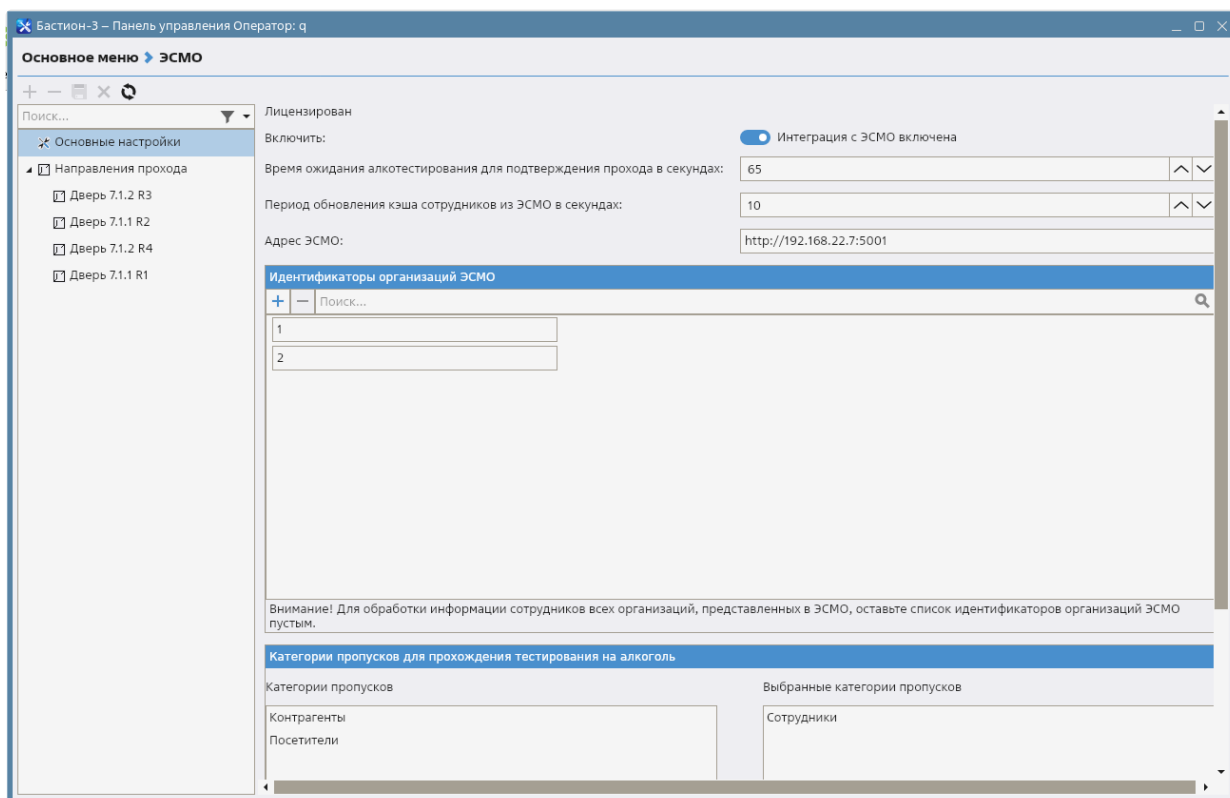 Бастион-3 – Панель управления Оператор: q
Основное меню ЭСМО
Поиск...
Основные настройки
Направления прохода
Дверь 7.1.2 R3
Дверь 7.1.1 R2
Дверь 7.1.2 R4
Дверь 7.1.1 R1
Лицензирован
Включить: Интеграция с ЭСМО включена
Время ожидания алкотестирования для подтверждения прохода в секундах: 65
Период обновления кэша сотрудников из ЭСМО в секундах: 10
Адрес ЭСМО: http://192.168.22.7:5001
Идентификаторы организаций ЭСМО
Поиск...
1
2
Внимание! Для обработки информации сотрудников всех организаций, представленных в ЭСМО, оставьте список идентификаторов организаций ЭСМО
пустым.
Категории пропусков для прохождения тестирования на алкоголь
Категории пропусков
Контрагенты
Посетители
Выбранные категории пропусков
Сотрудники